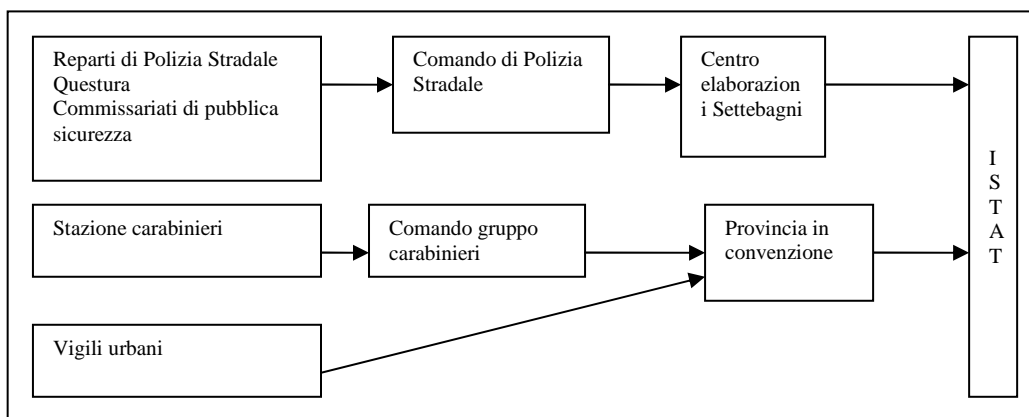 Reparti di Polizia Stradale
Questura
Commissariati di pubblica
sicurezza
Comando di Polizia
Stradale
Centro
elaborazion
i Settebagni
Stazione carabinieri
Comando gruppo
carabinieri
Provincia in
convenzione
Vigili urbani
I
S
T
A
T